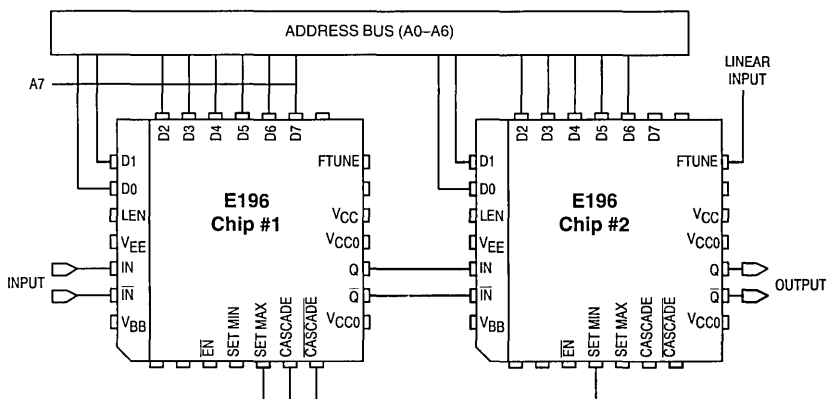 ADDRESS BUS (A0–A6)
A7
LINEAR
INPUT
D2 D3 D4 D5 D6 D7
D1
D0
LEN
VEE
IN
IN
VBB
E196
Chip #1
FTUNE
VCC
VCC0
Q
Q
VCC0
EN
SET MIN
SET MAX
CASCADE
CASCADE
INPUT
D2 D3 D4 D5 D6 D7
D1
D0
LEN
VEE
IN
IN
VBB
E196
Chip #2
FTUNE
VCC
VCC0
Q
Q
VCC0
EN
SET MIN
SET MAX
CASCADE
CASCADE
OUTPUT